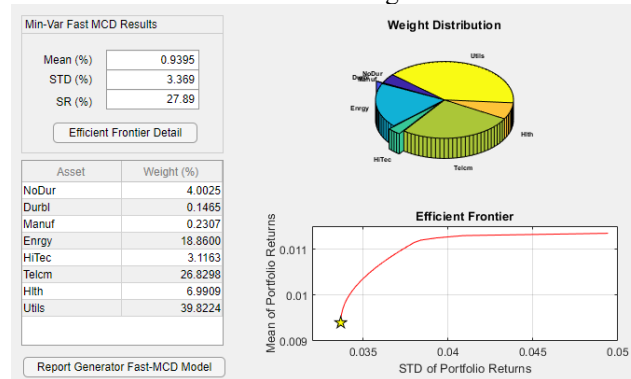 Min-Var Fast MCD Results
Mean (%) 0.9395
STD (%) 3.369
SR (%) 27.89
Efficient Frontier Detail
Asset Weight (%)
NoDur 4.0025
Durbl 0.1465
Manuf 0.2307
Enrgy 18.8600
HiTec 3.1163
Telcm 26.8298
Hlth 6.9909
Utils 39.8224
Report Generator Fast-MCD Model
Weight Distribution
Utils
NoDur
Durbl
Manuf
Enrgy
HiTec
Telcm
Hlth
Efficient Frontier
Mean of Portfolio Returns
0.011
0.01
0.009
0.035 0.04 0.045 0.05
STD of Portfolio Returns